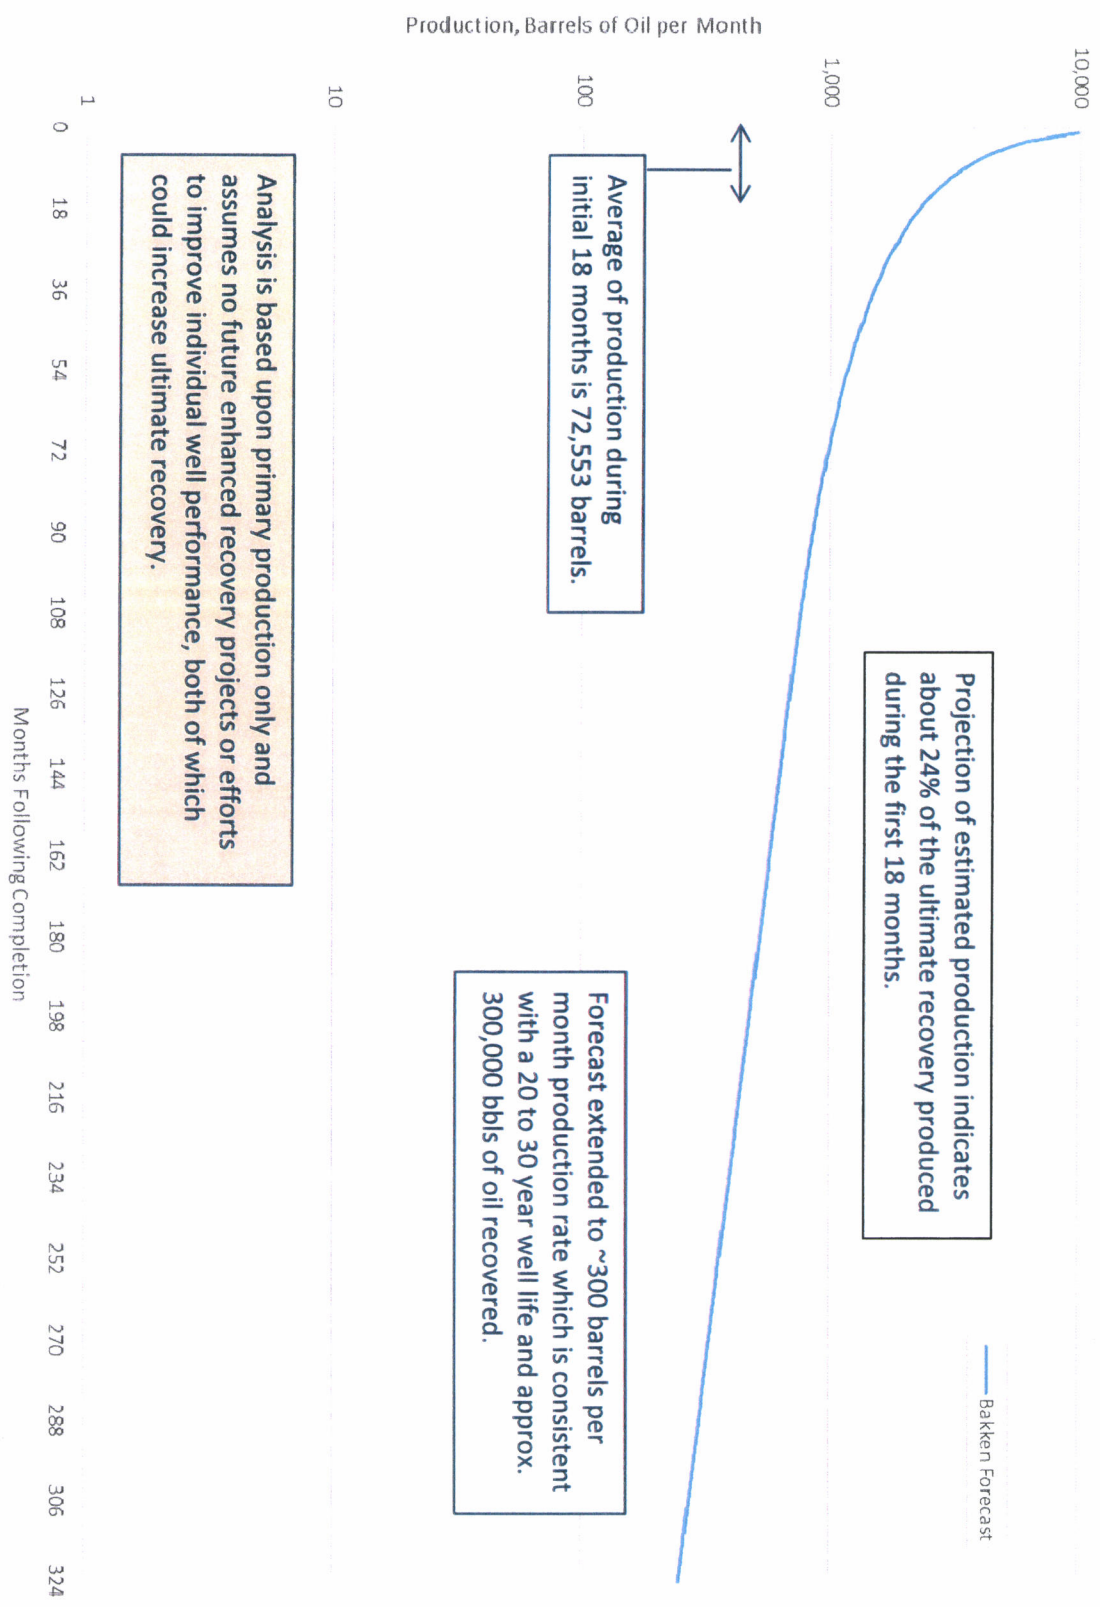 Production, Barrels of Oil per Month
10,000
1,000
100
10
1
Bakken Forecast
Projection of estimated production indicates
about 24% of the ultimate recovery produced
during the first 18 months.
Average of production during
initial 18 months is 72,553 barrels.
Forecast extended to ~300 barrels per
month production rate which is consistent
with a 20 to 30 year well life and approx.
300,000 bbls of oil recovered.
Analysis is based upon primary production only and
assumes no future enhanced recovery projects or efforts
to improve individual well performance, both of which
could increase ultimate recovery.
0 18 36 54 72 90 108 126 144 162 180 198 216 234 252 270 288 306 324
Months Following Completion